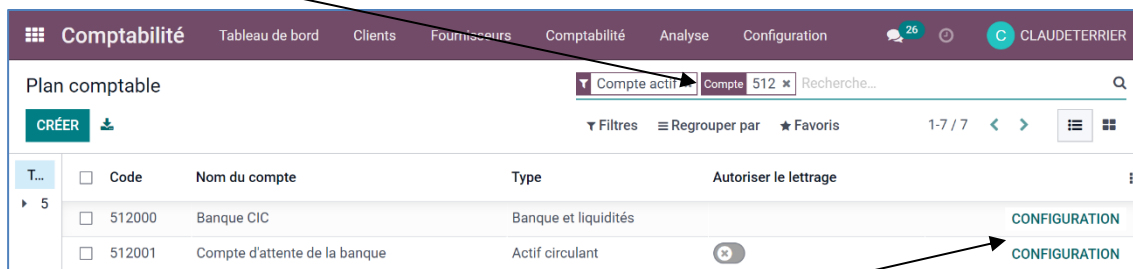 Comptabilité Tableau de bord Clients Fournisseurs Comptabilité Analyse Configuration 26 C CLAUDETERRIER
Plan comptable Compte actif Compte 512 × Recherche...
CRÉER Filtres Regrouper par Favoris 1-7 / 7
T... Code Nom du compte Type Autoriser le lettrage
5
512000 Banque CIC Banque et liquidités CONFIGURATION
512001 Compte d'attente de la banque Actif circulant CONFIGURATION